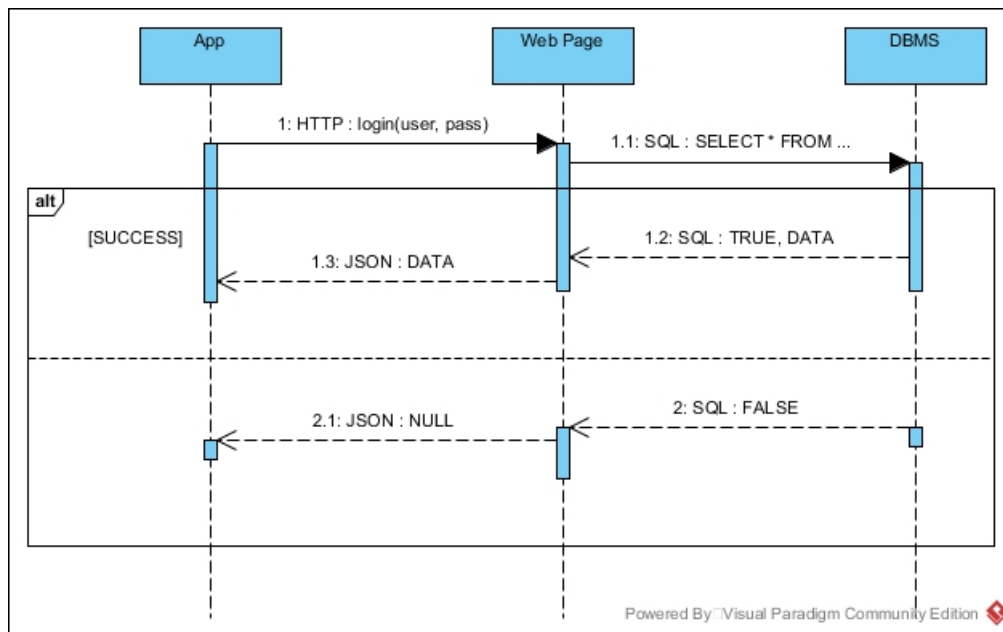 App
Web Page
DBMS
1: HTTP : login(user, pass)
1.1: SQL : SELECT * FROM ...
alt
[SUCCESS]
1.2: SQL : TRUE, DATA
1.3: JSON : DATA
2: SQL : FALSE
2.1: JSON : NULL
Powered By Visual Paradigm Community Edition